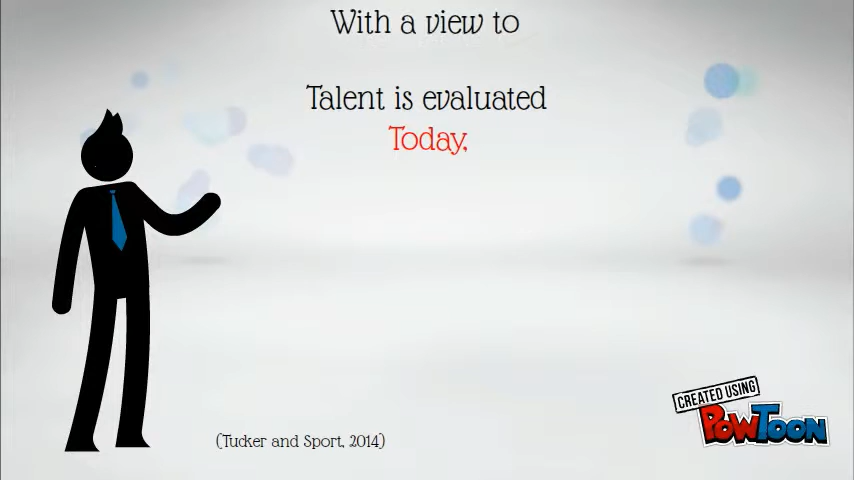 With a view to
Talent is evaluated
Today,
(Tucker and Sport, 2014)
CREATED USING
POWTOON